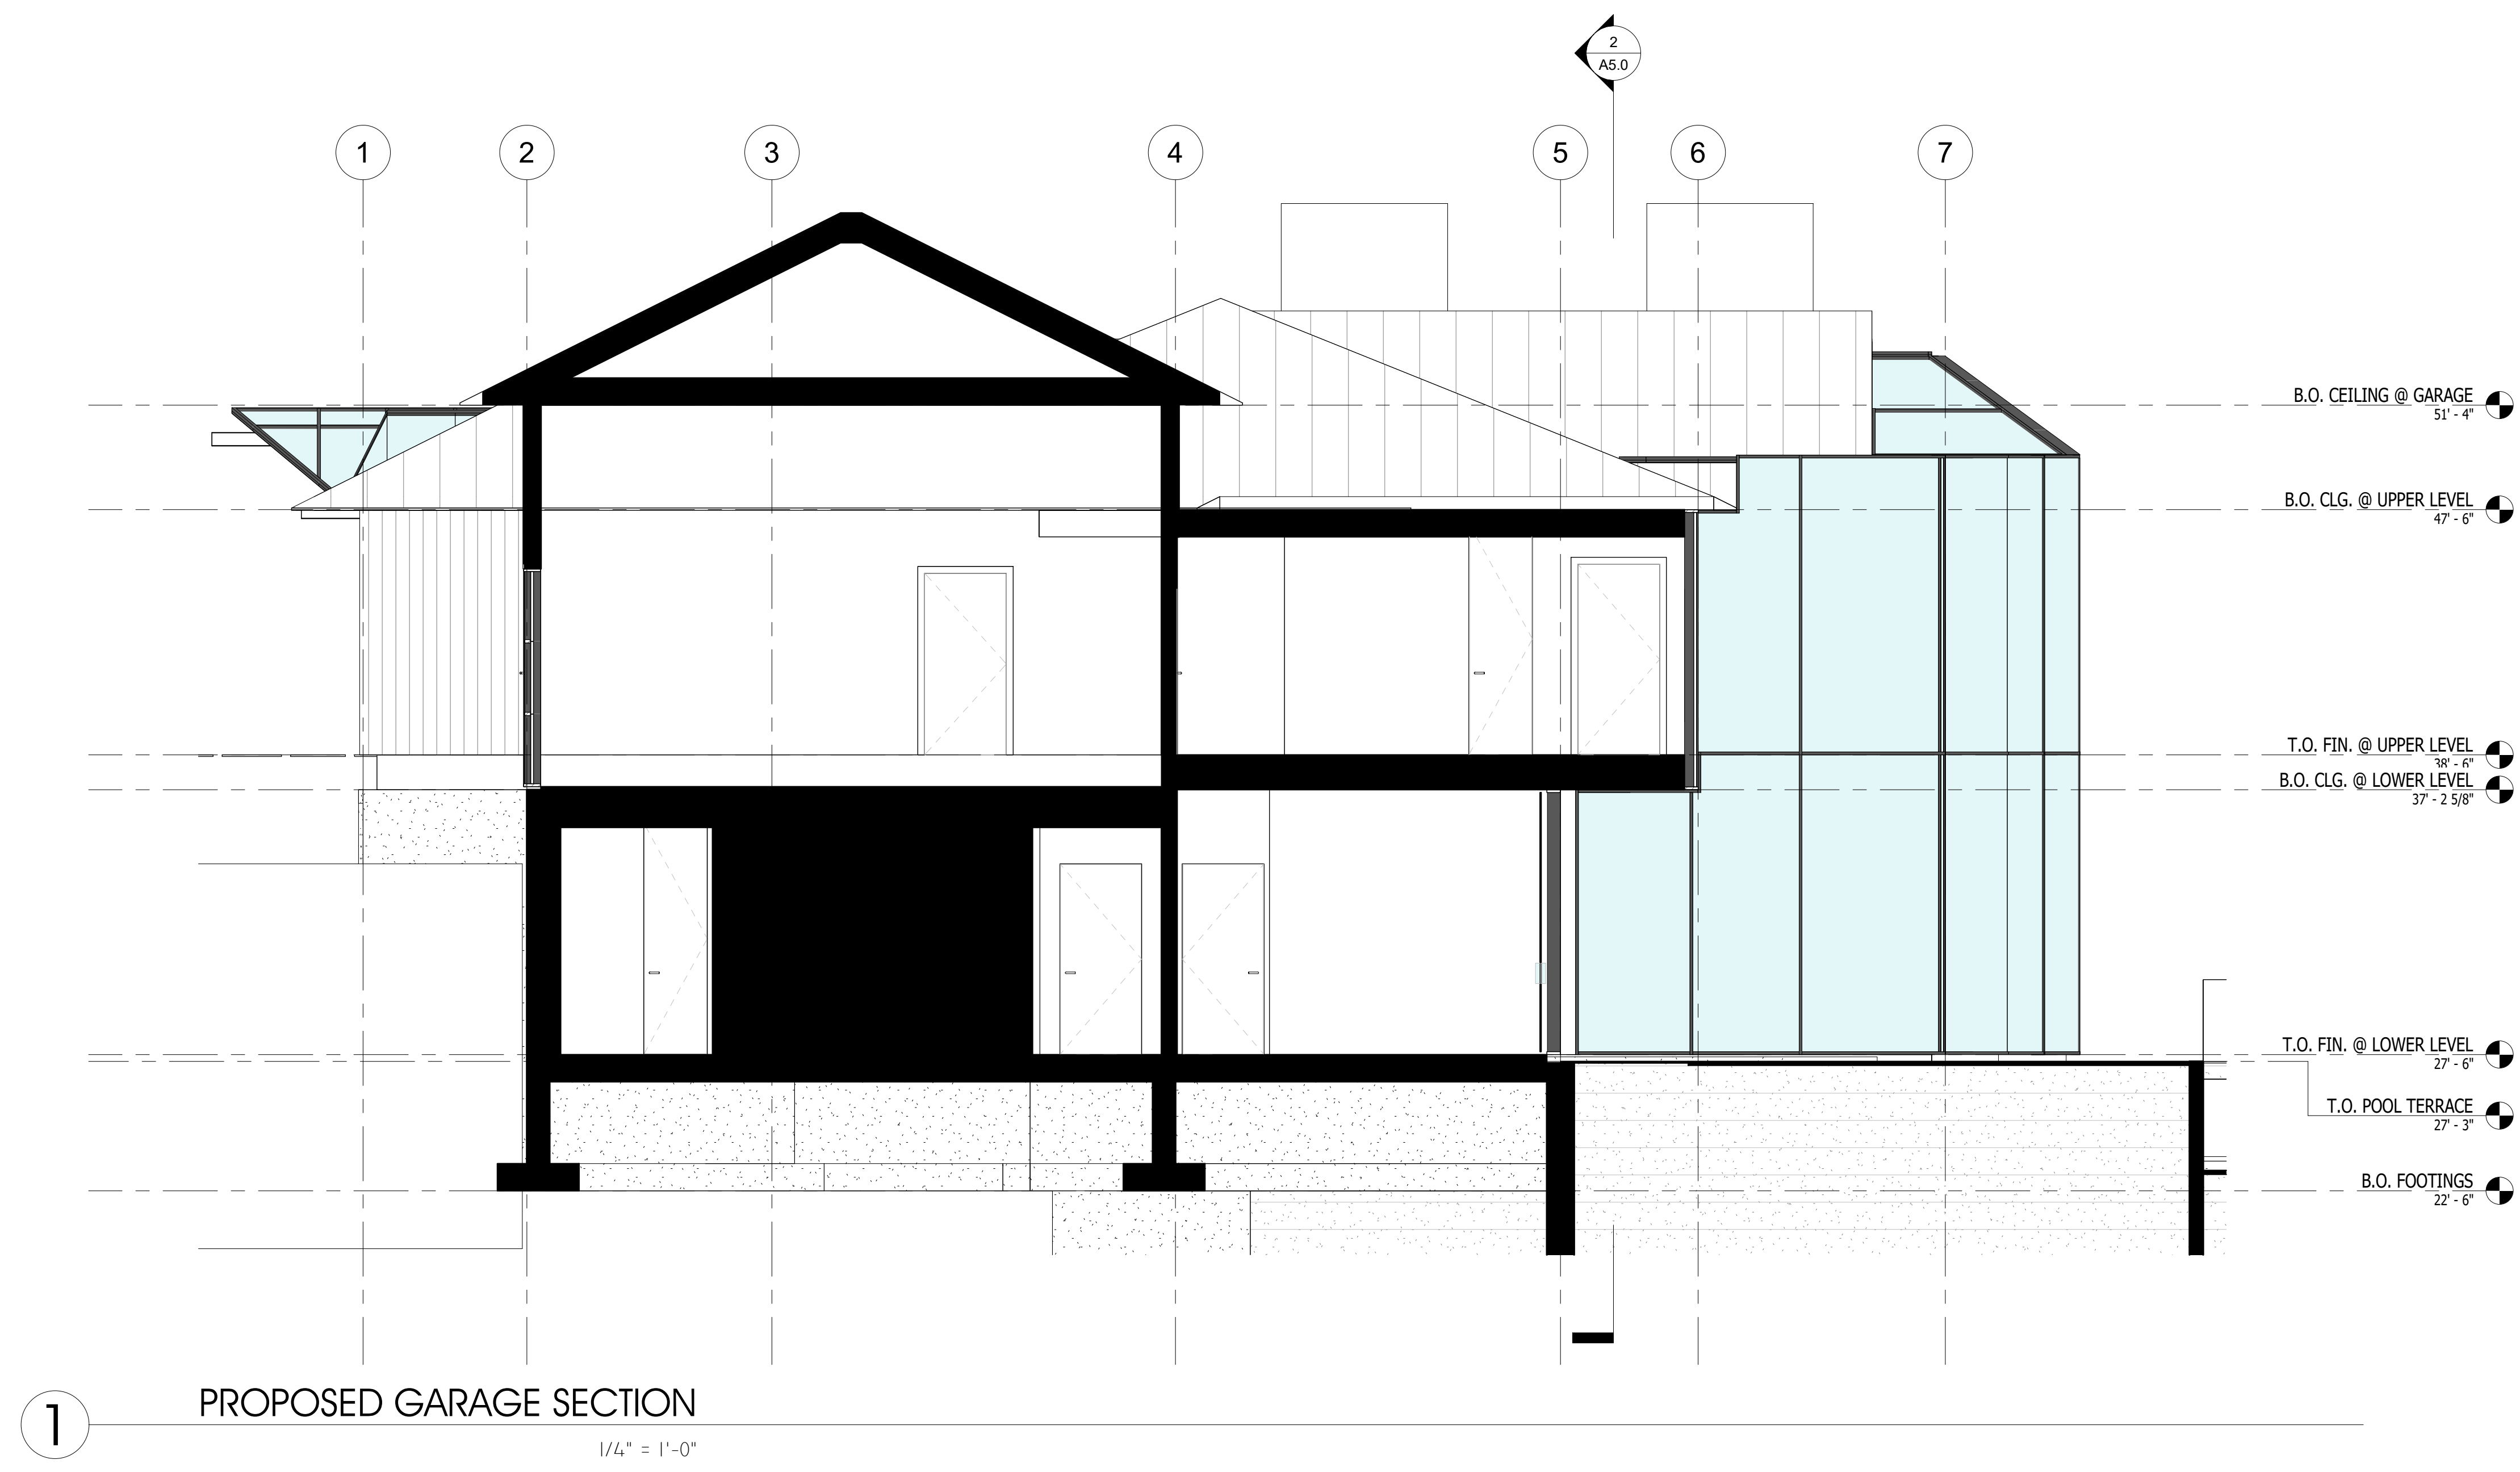 2
A5.0
1
2
3
4
5
6
7
B.O. CEILING @ GARAGE
51' - 4"
B.O. CLG. @ UPPER LEVEL
47' - 6"
T.O. FIN. @ UPPER LEVEL
38' - 6"
B.O. CLG. @ LOWER LEVEL
37' - 2 5/8"
T.O. FIN. @ LOWER LEVEL
27' - 6"
T.O. POOL TERRACE
27' - 3"
B.O. FOOTINGS
22' - 6"
1
PROPOSED GARAGE SECTION
1/4" = 1'-0"